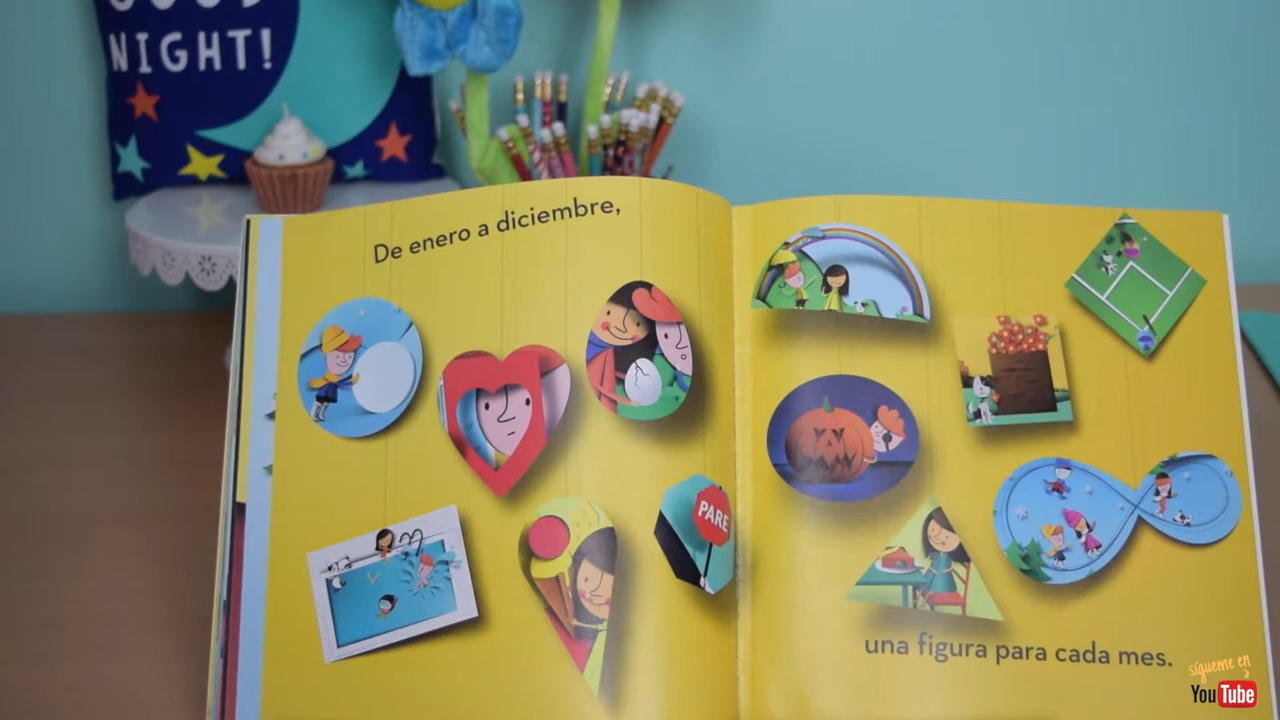 NIGHT!
De enero a diciembre,
PARE
una figura para cada mes.
sígueme en
YouTube